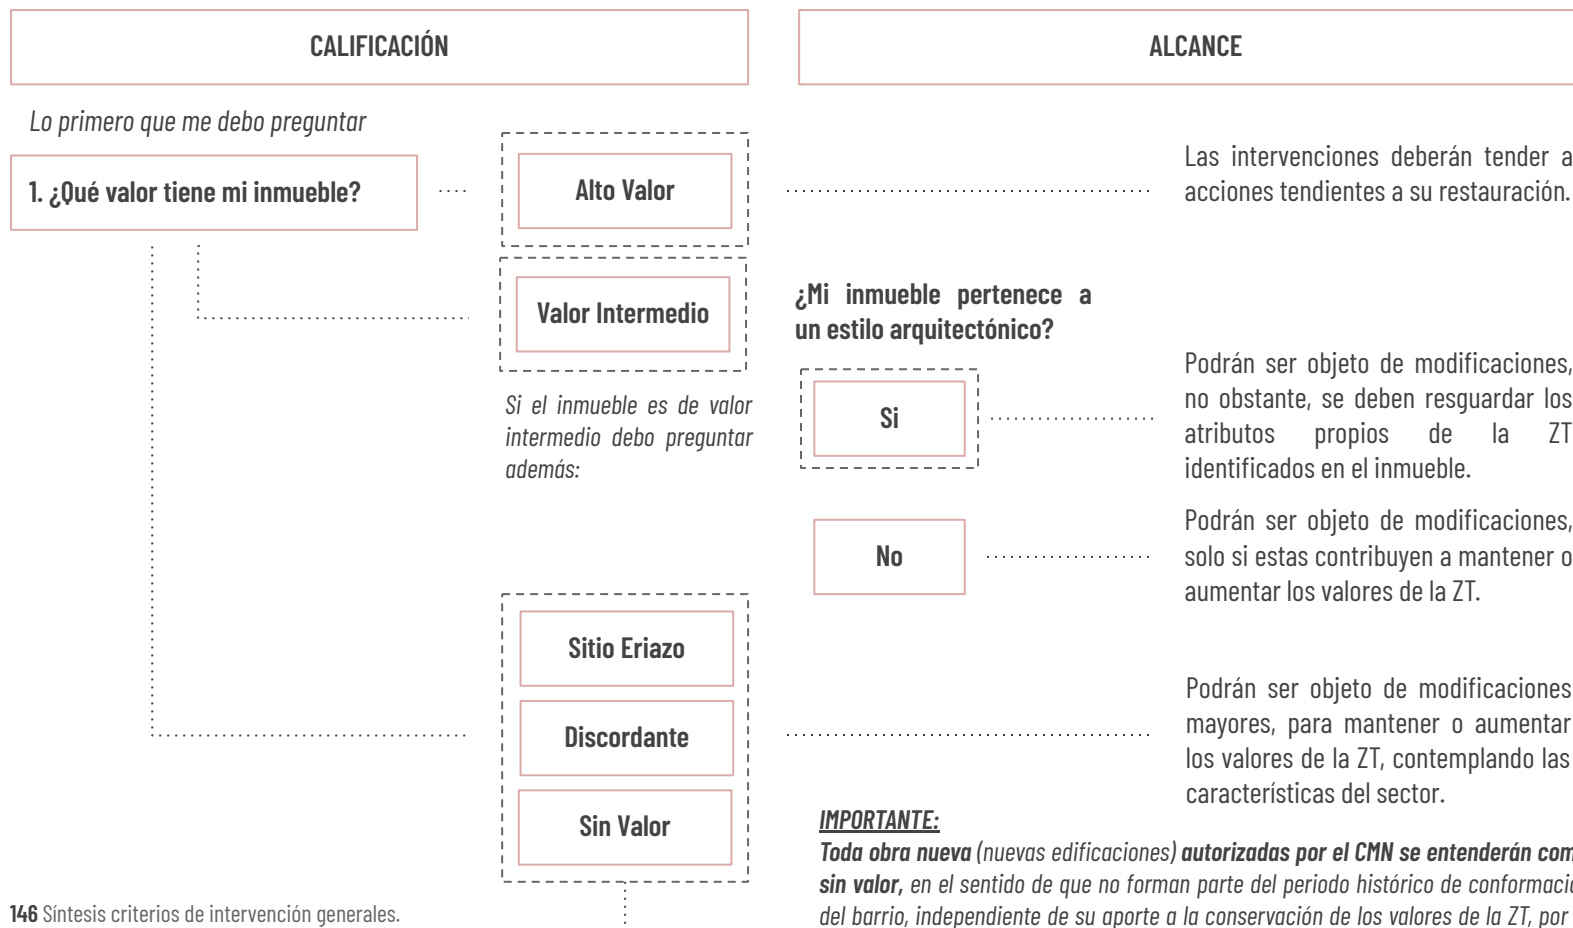 CALIFICACIÓN
ALCANCE
Lo primero que me debo preguntar
1. ¿Qué valor tiene mi inmueble?
Alto Valor
Las intervenciones deberán tender a
acciones tendientes a su restauración.
Valor Intermedio
Si el inmueble es de valor
intermedio debo preguntar
además:
¿Mi inmueble pertenece a
un estilo arquitectónico?
Si
Podrán ser objeto de modificaciones,
no obstante, se deben resguardar los
atributos propios de la ZT
identificados en el inmueble.
No
Podrán ser objeto de modificaciones,
solo si estas contribuyen a mantener o
aumentar los valores de la ZT.
Sitio Eriazo
Discordante
Sin Valor
Podrán ser objeto de modificaciones
mayores, para mantener o aumentar
los valores de la ZT, contemplando las
características del sector.
IMPORTANTE:
Toda obra nueva (nuevas edificaciones) autorizadas por el CMN se entenderán com
sin valor, en el sentido de que no forman parte del periodo histórico de conformaci
del barrio, independiente de su aporte a la conservación de los valores de la ZT, por
146 Síntesis criterios de intervención generales.